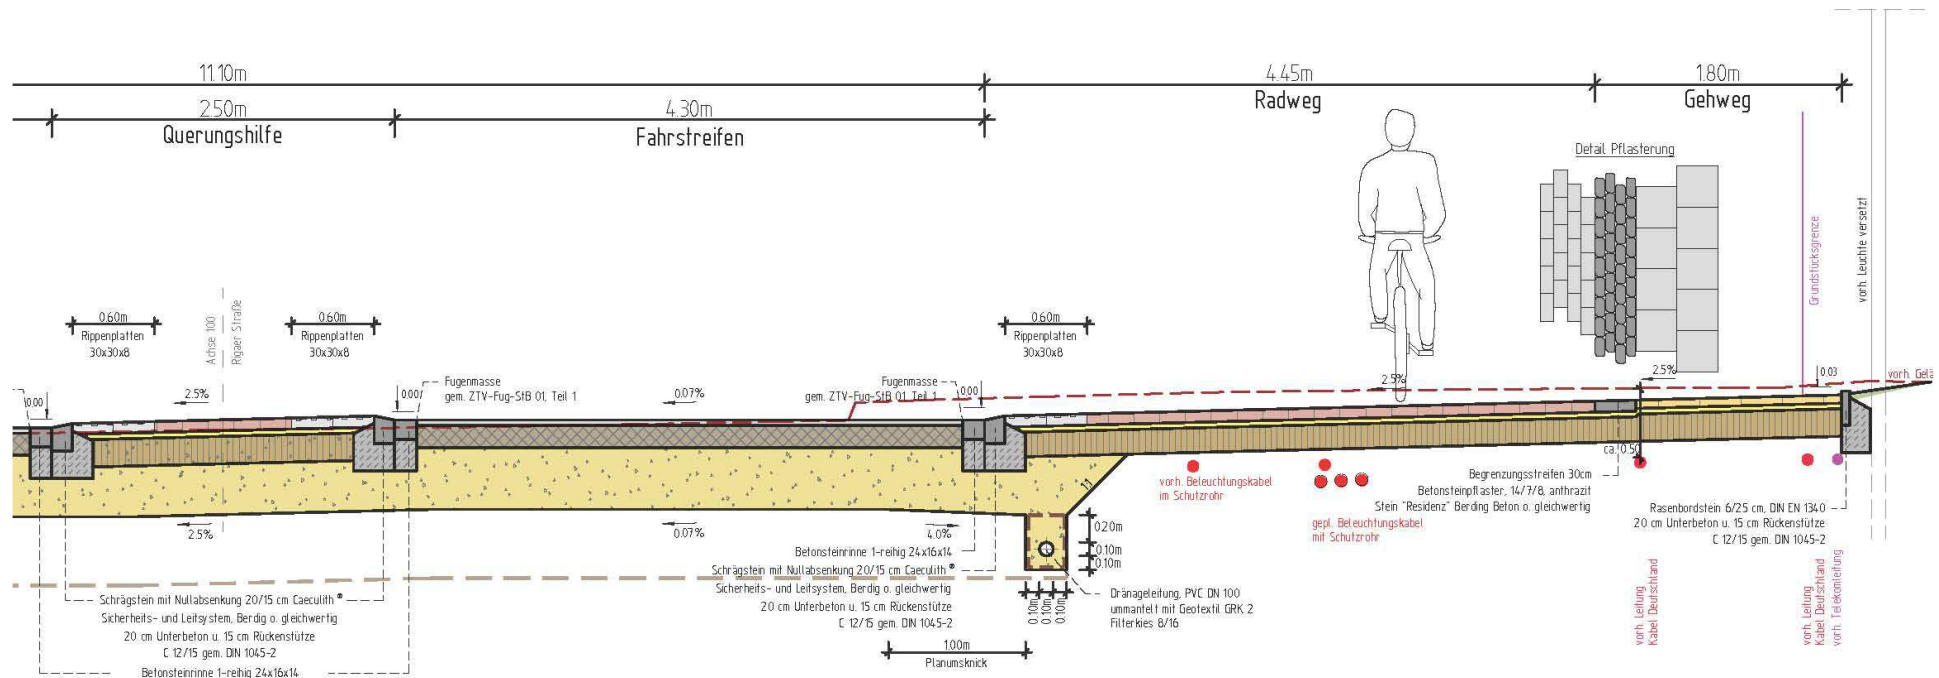 11.10m
4.45m
1.80m
Radweg
Gehweg
2.50m
4.30m
Querungshilfe
Fahrstreifen
Detail Pflasterung
Grundstücksgrenze
vorh. Leuchte versetzt
0.60m
Rippenplatten
30x30x8
Achse 100
Rigaer Straße
0.60m
Rippenplatten
30x30x8
0.60m
Rippenplatten
30x30x8
0.00
2.5%
0.00
Fugenmasse
gem. ZTV-Fug-StB 01, Teil 1
0.07%
Fugenmasse
gem. ZTV-Fug-StB 01, Teil 1
0.00
2.5%
2.5%
0.03
vorh. Gelä
ca. 0.50
1:1
vorh. Beleuchtungskabel
im Schutzrohr
gepl. Beleuchtungskabel
mit Schutzrohr
Begrenzungsstreifen 30cm
Betonsteinpflaster, 14/7/8, anthrazit
Stein "Residenz" Berding Beton o. gleichwertig
Rasenbordstein 6/25 cm, DIN EN 1340
20 cm Unterbeton u. 15 cm Rückenstütze
C 12/15 gem. DIN 1045-2
2.5%
0.07%
4.0%
0.20m
0.10m
0.10m
Betonsteinrinne 1-reihig 24x16x14
Schrägstein mit Nullabsenkung 20/15 cm Caeculith ®
Sicherheits- und Leitsystem, Berdig o. gleichwertig
20 cm Unterbeton u. 15 cm Rückenstütze
C 12/15 gem. DIN 1045-2
0.10m
0.10m
0.10m
Dränageleitung, PVC DN 100
ummantelt mit Geotextil GRK 2
Filterkies 8/16
1.00m
Planumsknick
Schrägstein mit Nullabsenkung 20/15 cm Caeculith ®
Sicherheits- und Leitsystem, Berdig o. gleichwertig
20 cm Unterbeton u. 15 cm Rückenstütze
C 12/15 gem. DIN 1045-2
Betonsteinrinne 1-reihig 24x16x14
vorh. Leitung
Kabel Deutschland
vorh. Leitung
Kabel Deutschland
vorh. Telekomleitung